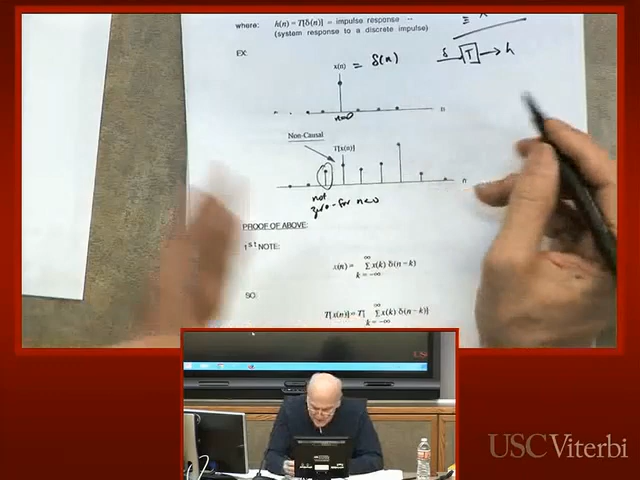 where: h(n) = T[δ(n)] = impulse response --
(system response to a discrete impulse)
EX:
x(n) = δ(n)
δ T → h
n=0
n
Non-Causal
T[x(n)]
n
not
zero for n<0
PROOF OF ABOVE:
1st NOTE:
x(n) = ∞ Σ k=-∞ x(k) δ(n-k)
SO:
T[x(n)] = T[ ∞ Σ k=-∞ x(k) δ(n-k)]
USC Viterbi